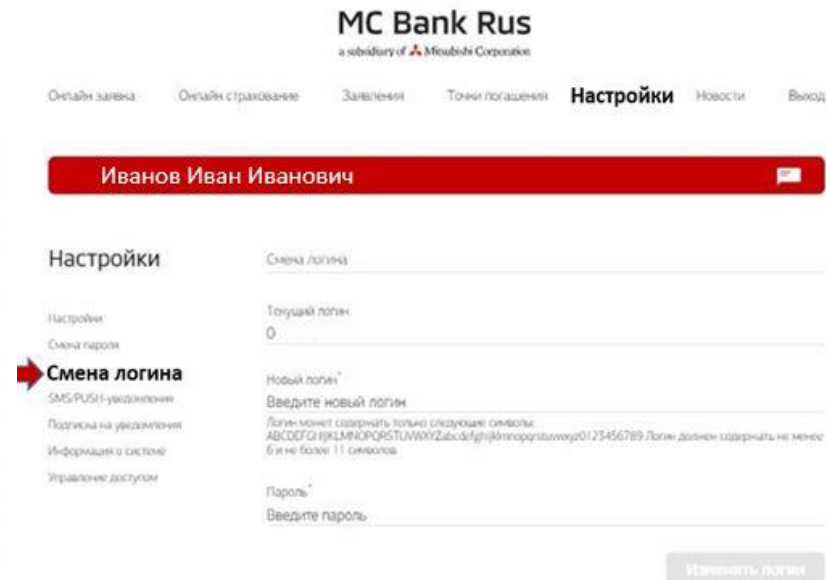 MC Bank Rus
a subsidiary of Mitsubishi Corporation
Онлайн заявка Онлайн страхование Заявления Точки погашения Настройки Новости Выход
Иванов Иван Иванович
Настройки
Смена логина
Настройки
Смена пароля
Смена логина
SMS/PUSH-уведомления
Подписка на уведомления
Информация о системе
Управление доступом
Текущий логин
0
Новый логин*
Введите новый логин
Логин может содержать только следующие символы:
ABCDEFGHIJKLMNOPQRSTUVWXYZabcdefghijklmnopqrstuvwxyz0123456789 Логин должен содержать не менее
6 и не более 11 символов.
Пароль*
Введите пароль
Изменить логин